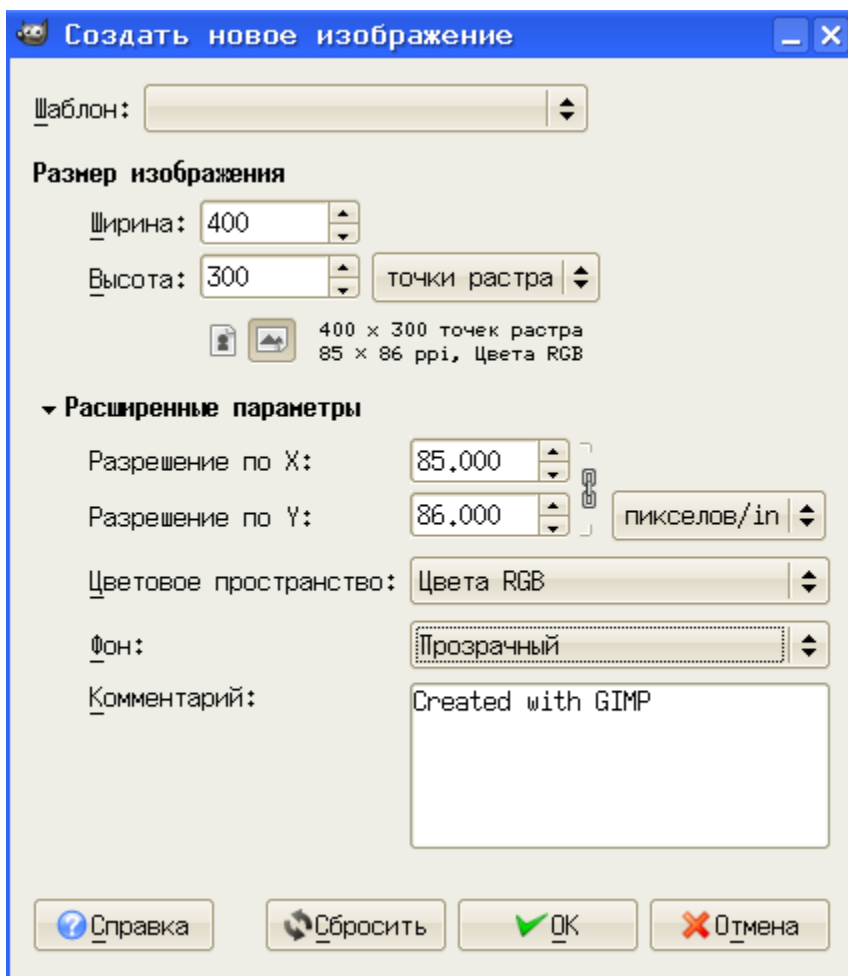 Создать новое изображение
Шаблон:
Размер изображения
Ширина: 400
Высота: 300 точки растра
400 × 300 точек растра
85 × 86 ppi, Цвета RGB
Расширенные параметры
Разрешение по X: 85,000
Разрешение по Y: 86,000 пикселов/in
Цветовое пространство: Цвета RGB
Фон: Прозрачный
Комментарий: Created with GIMP
Справка Сбросить OK Отмена